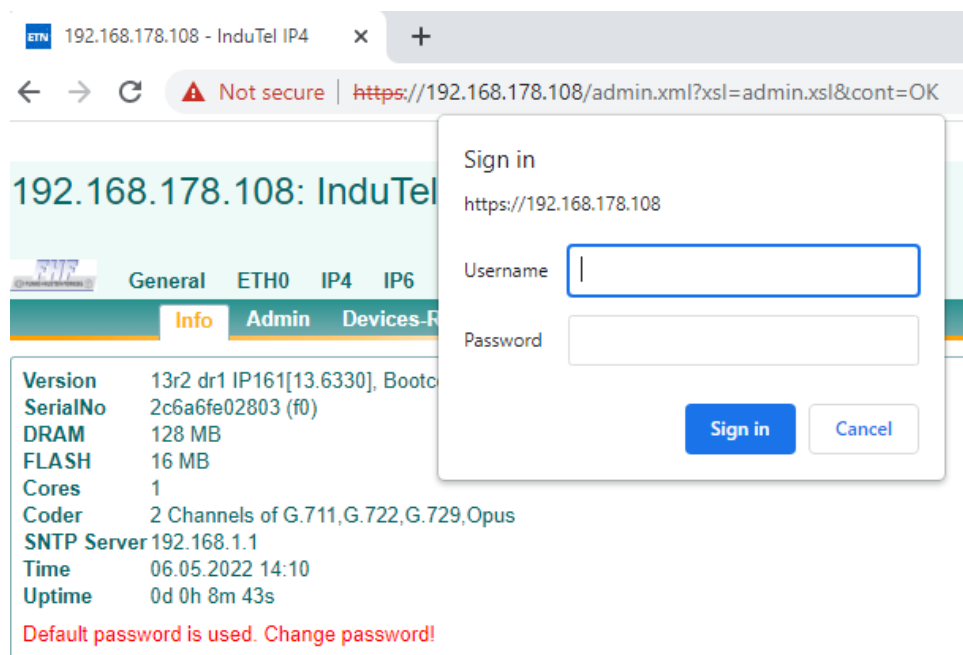 ETN 192.168.178.108 - InduTel IP4
Not secure https://192.168.178.108/admin.xml?xsl=admin.xsl&cont=OK
Sign in
https://192.168.178.108
Username
Password
Sign in Cancel
192.168.178.108: InduTel
FHF General ETH0 IP4 IP6
Info Admin Devices-R
Version 13r2 dr1 IP161[13.6330], Bootc
SerialNo 2c6a6fe02803 (f0)
DRAM 128 MB
FLASH 16 MB
Cores 1
Coder 2 Channels of G.711,G.722,G.729,Opus
SNTP Server 192.168.1.1
Time 06.05.2022 14:10
Uptime 0d 0h 8m 43s
Default password is used. Change password!